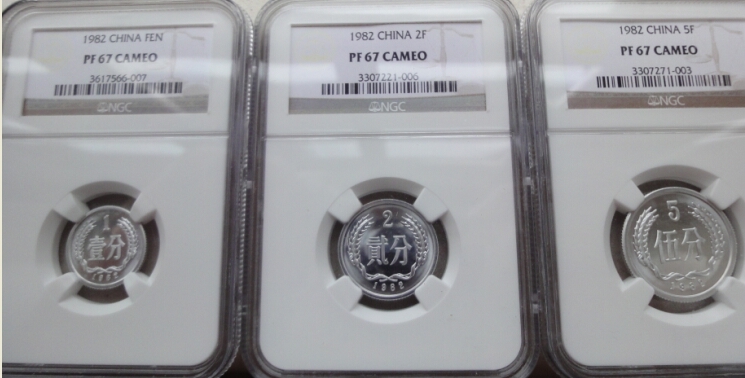 1982 CHINA FEN
PF 67 CAMEO
3617566-007
NGC
1
壹分
1982 CHINA 2F
PF 67 CAMEO
3307221-006
NGC
2
貳分
1982
1982 CHINA 5F
PF 67 CAMEO
3307271-003
NGC
5
伍分